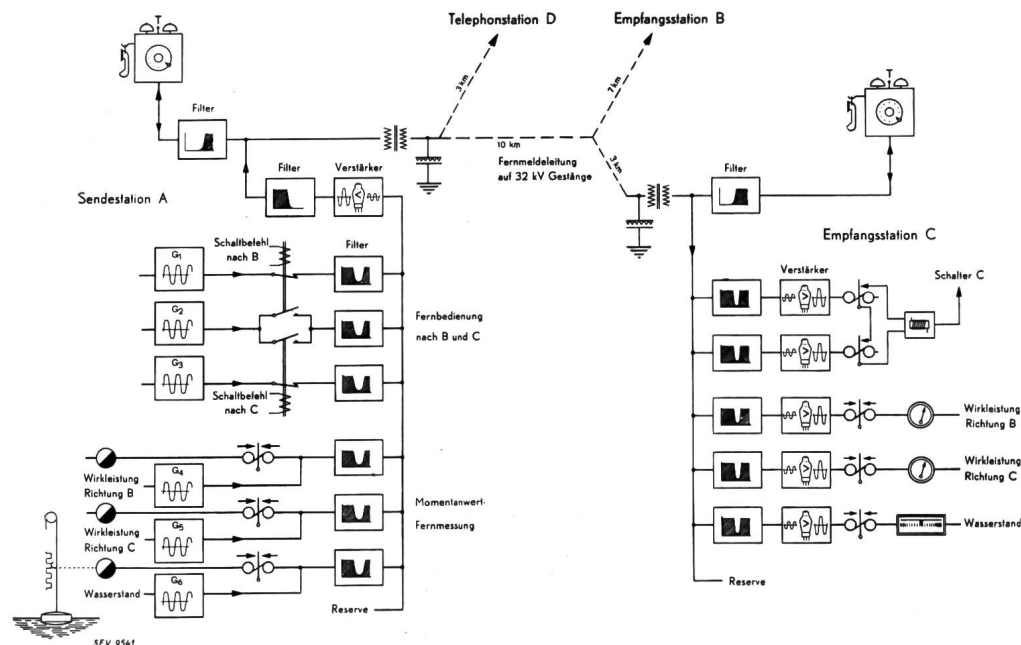 Telephonstation D
Empfangsstation B
T
T
3 km
7 km
Filter
10 km
3 km
Fernmeldeleitung
auf 32 kV Gestänge
Filter
Filter
Verstärker
Sendestation A
Empfangsstation C
Schaltbefehl
nach B
Filter
G1
G2
G3
Fernbedienung
nach B und C
Schaltbefehl
nach C
Verstärker
Schalter C
Wirkleistung
Richtung B
Wirkleistung
Richtung C
Wasserstand
Reserve
Wirkleistung
Richtung B
G4
Momentanwert-
Fernmessung
Wirkleistung
Richtung C
G5
Wasserstand
G6
Reserve
SEV 9541